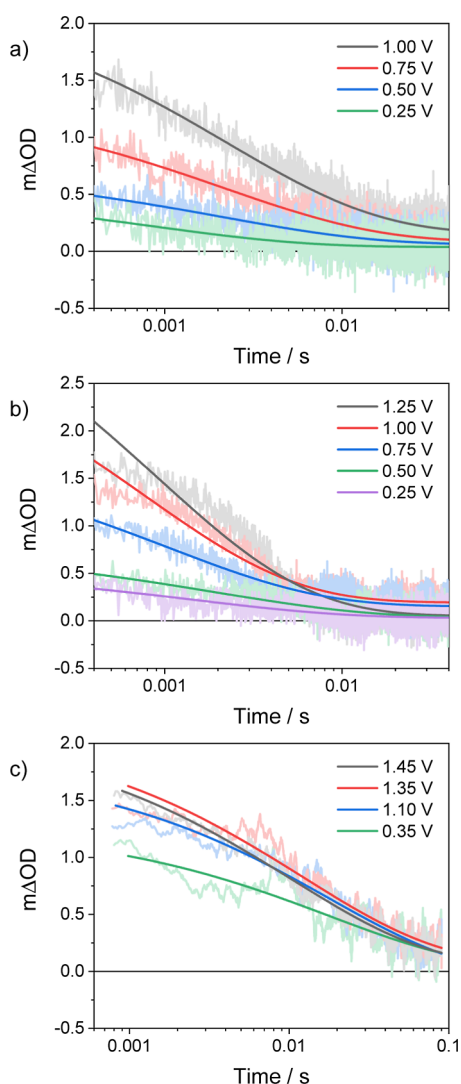 a)
2.0
1.5
1.0
0.5
0.0
-0.5
mΔOD
1.00 V
0.75 V
0.50 V
0.25 V
0.001
0.01
Time / s
b)
2.5
2.0
1.5
1.0
0.5
0.0
-0.5
mΔOD
1.25 V
1.00 V
0.75 V
0.50 V
0.25 V
0.001
0.01
Time / s
c)
2.0
1.5
1.0
0.5
0.0
-0.5
mΔOD
1.45 V
1.35 V
1.10 V
0.35 V
0.001
0.01
0.1
Time / s